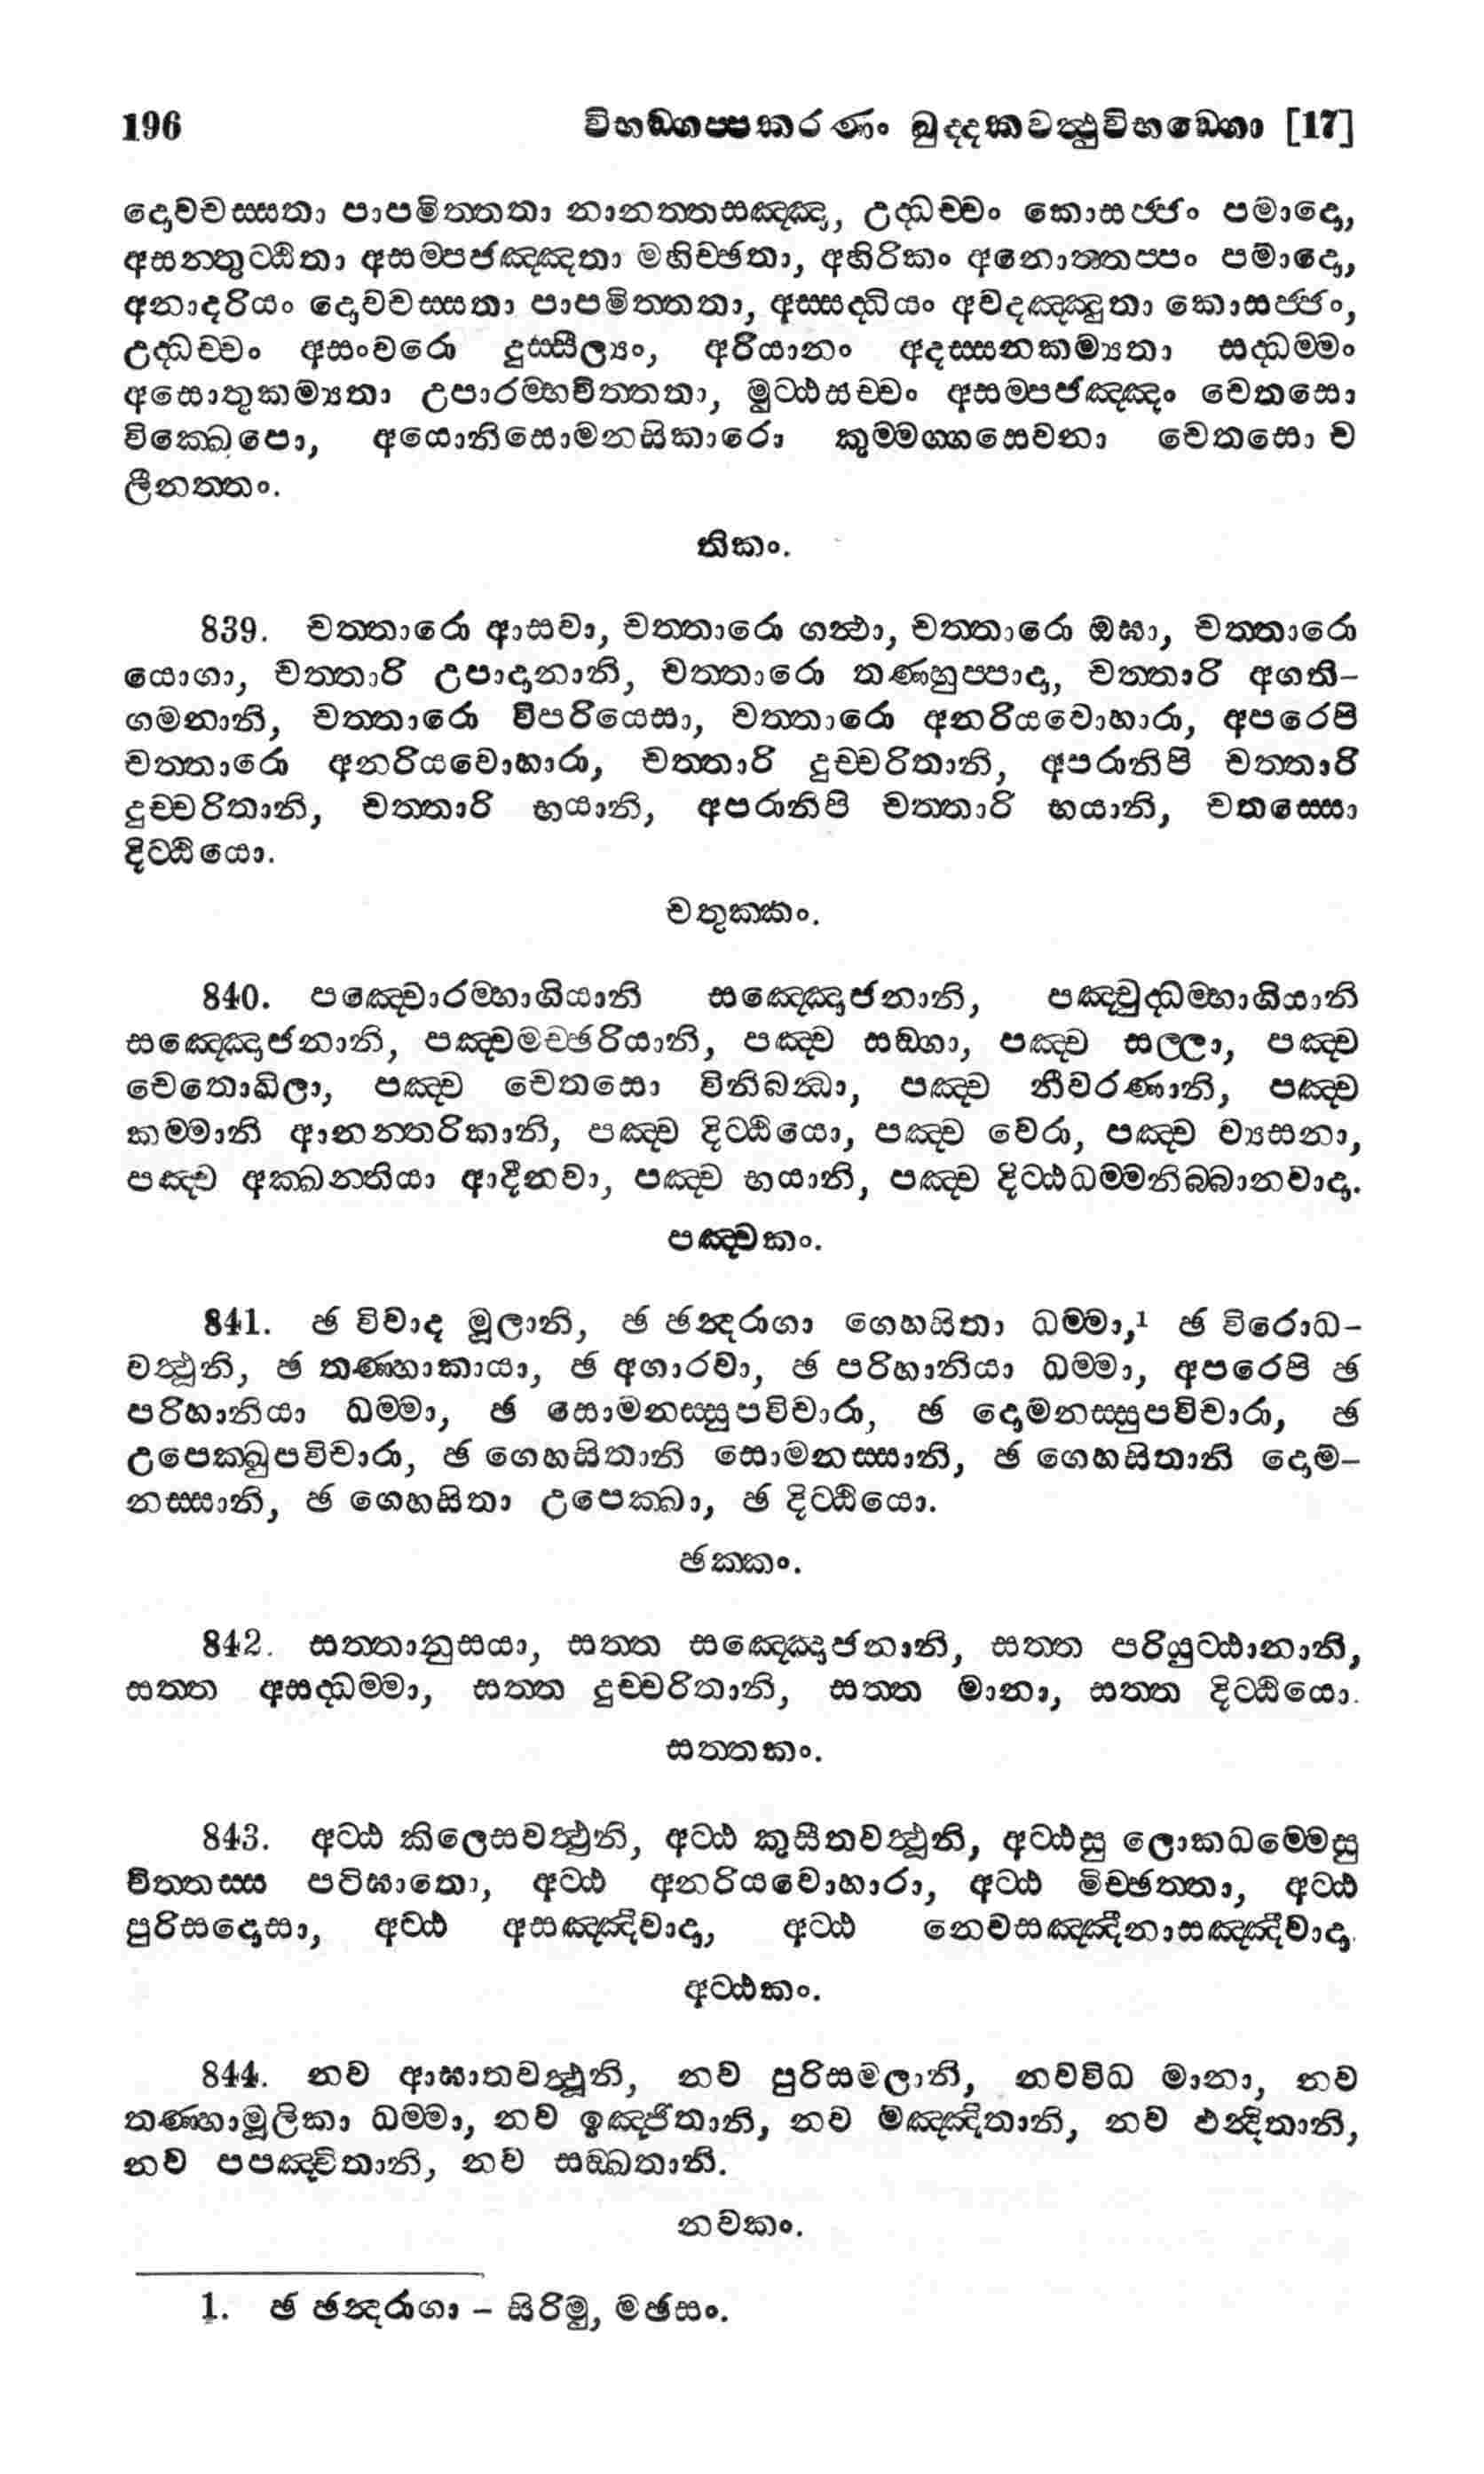 196 විභඞ්ගප්පකරණං ඛුද්දකවත්ථුවිභඞ්ගො [17]
දොවචස්සතා පාපමිත්තතා නානත්තසඤ්ඤා, උද්ධච්චං කොසජ්ජං පමාදො,
අසන්තුට්ඨිතා අසම්පජඤ්ඤතා මහිච්ඡතා, අහිරිකං අනොත්තප්පං පමාදො,
අනාදරියං දොවචස්සතා පාපමිත්තතා, අස්සද්ධියං අවදඤ්ඤුතා කොසජ්ජං,
උද්ධච්චං අසංවරො දුස්සීල්‍යං, අරියානං අදස්සනකම්‍යතා සද්ධම්මං
අසොතුකම්‍යතා උපාරම්භචිත්තතා, මුට්ඨසච්චං අසම්පජඤ්ඤං චෙතසො
වික්ඛෙපො, අයොනිසොමනසිකාරො කුම්මග්ගසෙවනා චෙතසො ච
ලීනත්තං.
තිකං.
839. චත්තාරො ආසවා, චත්තාරො ගන්ථා, චත්තාරො ඔඝා, චත්තාරො
යොගා, චත්තාරි උපාදානානි, චත්තාරො තණ්හුප්පාදා, චත්තාරි අගති-
ගමනානි, චත්තාරො විපරියෙසා, චත්තාරො අනරියවොහාරා, අපරෙපි
චත්තාරො අනරියවොහාරා, චත්තාරි දුච්චරිතානි, අපරානිපි චත්තාරි
දුච්චරිතානි, චත්තාරි භයානි, අපරානිපි චත්තාරි භයානි, චතස්සො
දිට්ඨියො.
චතුක්කං.
840. පඤ්චොරම්භාගියානි සඤ්ඤොජනානි, පඤ්චුද්ධම්භාගියානි
සඤ්ඤොජනානි, පඤ්චමච්ඡරියානි, පඤ්ච සඞ්ගා, පඤ්ච සල්ලා, පඤ්ච
චෙතොඛිලා, පඤ්ච චෙතසො විනිබන්ධා, පඤ්ච නීවරණානි, පඤ්ච
කම්මානි ආනන්තරිකානි, පඤ්ච දිට්ඨියො, පඤ්ච වෙරා, පඤ්ච ව්‍යසනා,
පඤ්ච අක්ඛන්තියා ආදීනවා, පඤ්ච භයානි, පඤ්ච දිට්ඨධම්මනිබ්බානවාදා.
පඤ්චකං.
841. ඡ විවාද මූලානි, ඡ ඡන්දරාගා ගෙහසිතා ධම්මා,¹ ඡ විරොධ-
වත්ථූනි, ඡ තණ්හාකායා, ඡ අගාරවා, ඡ පරිහානියා ධම්මා, අපරෙපි ඡ
පරිහානියා ධම්මා, ඡ සොමනස්සුපවිචාරා, ඡ දොමනස්සුපවිචාරා, ඡ
උපෙක්ඛුපවිචාරා, ඡ ගෙහසිතානි සොමනස්සානි, ඡ ගෙහසිතානි දොම-
නස්සානි, ඡ ගෙහසිතා උපෙක්ඛා, ඡ දිට්ඨියො.
ඡක්කං.
842. සත්තානුසයා, සත්ත සඤ්ඤොජනානි, සත්ත පරියුට්ඨානානි,
සත්ත අසද්ධම්මා, සත්ත දුච්චරිතානි, සත්ත මානා, සත්ත දිට්ඨියො.
සත්තකං.
843. අට්ඨ කිලෙසවත්ථුනි, අට්ඨ කුසීතවත්ථූනි, අට්ඨසු ලොකධම්මෙසු
චිත්තස්ස පටිඝාතො, අට්ඨ අනරියවොහාරා, අට්ඨ මිච්ඡත්තා, අට්ඨ
පුරිසදොසා, අට්ඨ අසඤ්ඤීවාදා, අට්ඨ නෙවසඤ්ඤීනාසඤ්ඤීවාදා.
අට්ඨකං.
844. නව ආඝාතවත්ථූනි, නව පුරිසමලානි, නවවිධ මානා, නව
තණ්හාමූලිකා ධම්මා, නව ඉඤ්ජිතානි, නව මඤ්ඤිතානි, නව ඵන්දිතානි,
නව පපඤ්චිතානි, නව සඞ්ඛතානි.
නවකං.
1. ඡ ඡන්දරාගා - සිරිමු, මඡසං.